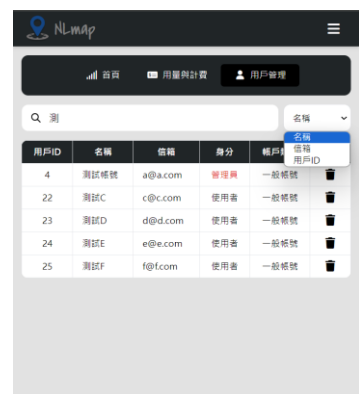 NLmap
首頁 用量與計費 用戶管理
測 名稱
名稱
信箱
用戶ID
用戶ID 名稱 信箱 身分
4 測試帳號 a@a.com 管理員 一般帳號
22 測試C c@c.com 使用者 一般帳號
23 測試D d@d.com 使用者 一般帳號
24 測試E e@e.com 使用者 一般帳號
25 測試F f@f.com 使用者 一般帳號